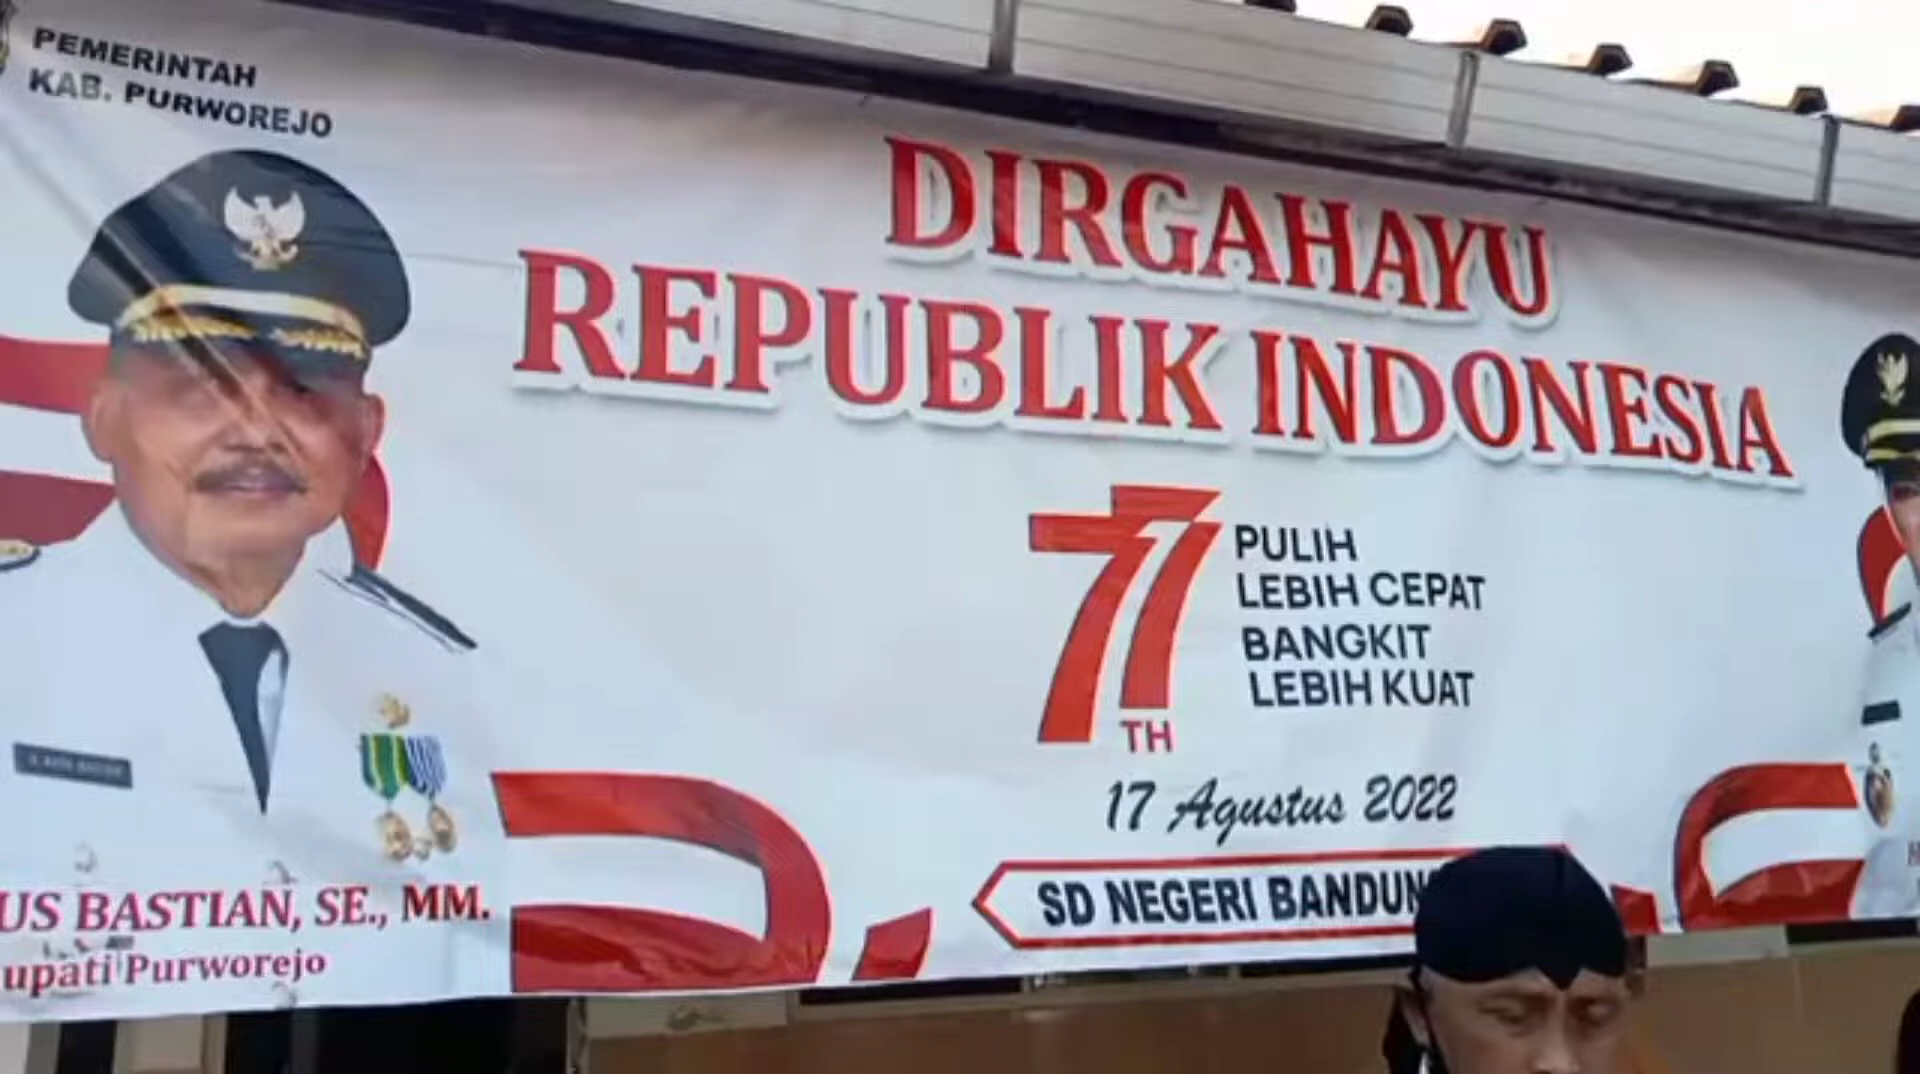 PEMERINTAH
KAB. PURWOREJO
DIRGAHAYU
REPUBLIK INDONESIA
77
TH
PULIH
LEBIH CEPAT
BANGKIT
LEBIH KUAT
17 Agustus 2022
SD NEGERI BANDUNG
US BASTIAN, SE., MM.
upati Purworejo